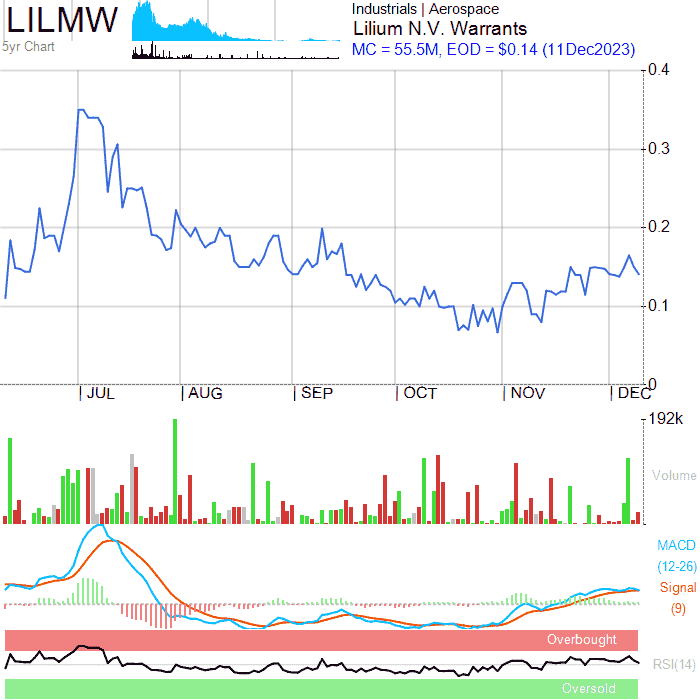 LILMW
5yr Chart
Industrials | Aerospace
Lilium N.V. Warrants
MC = 55.5M, EOD = $0.14 (11Dec2023)
0.4
0.3
0.2
0.1
0
JUL AUG SEP OCT NOV DEC
192k
Volume
MACD
(12-26)
Signal
(9)
Overbought
RSI(14)
Oversold